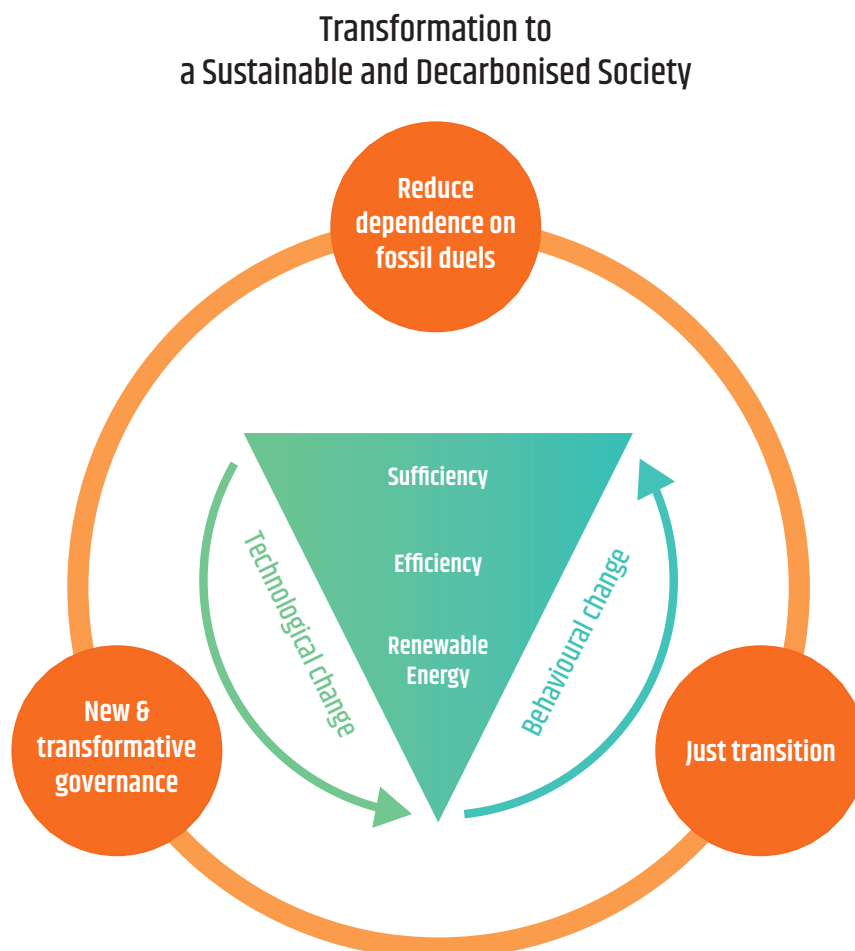 Transformation to
a Sustainable and Decarbonised Society
Reduce
dependence on
fossil duels
Sufficiency
Efficiency
Renewable
Energy
Technological change
Behavioural change
New &
transformative
governance
Just transition